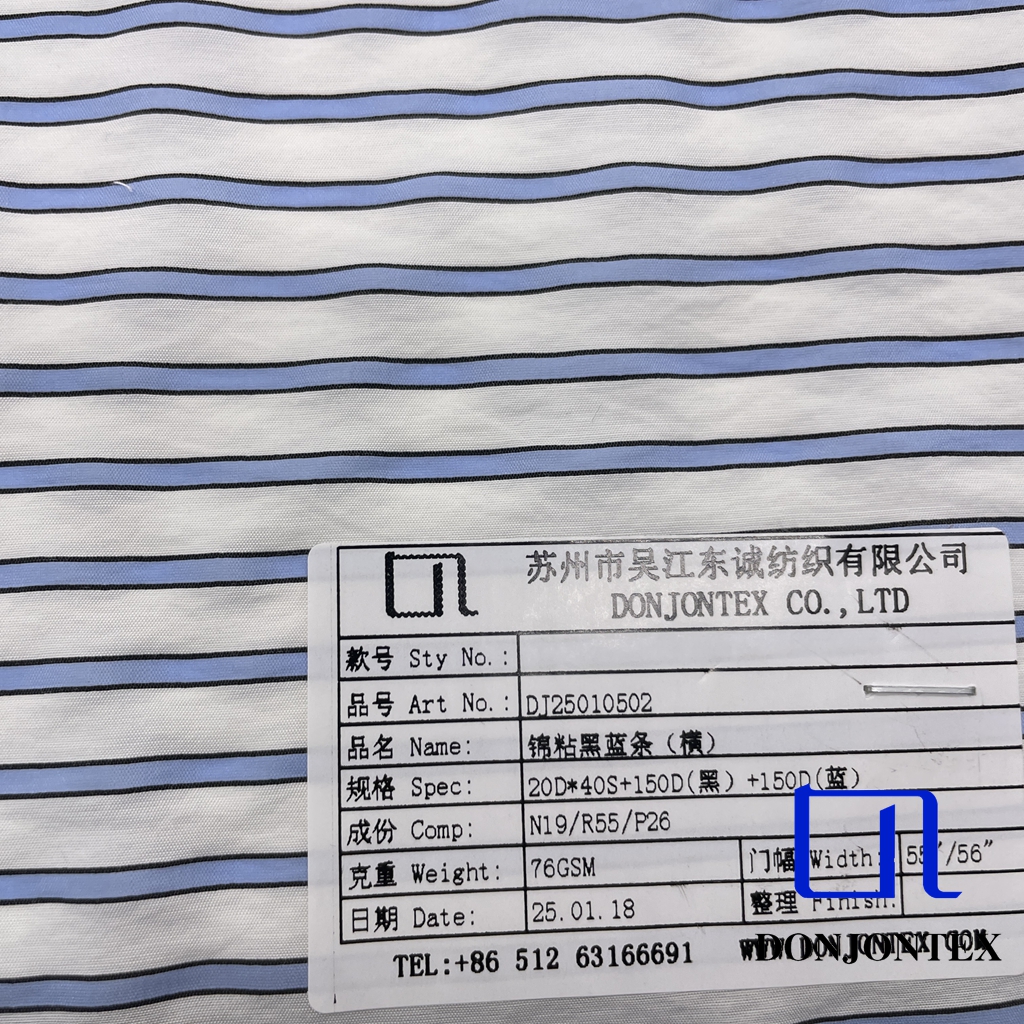 苏州市吴江东诚纺织有限公司
DONJONTEX CO.,LTD
款号 Sty No.:
品号 Art No.: DJ25010502
品名 Name: 锦粘黑蓝条（横）
规格 Spec: 20D*40S+150D(黑）+150D(蓝）
成份 Comp: N19/R55/P26
克重 Weight: 76GSM 门幅 Width: 55"/56"
日期 Date: 25.01.18 整理 Finish:
TEL:+86 512 63166691 WWW.DONJONTEX.COM
DONJONTEX